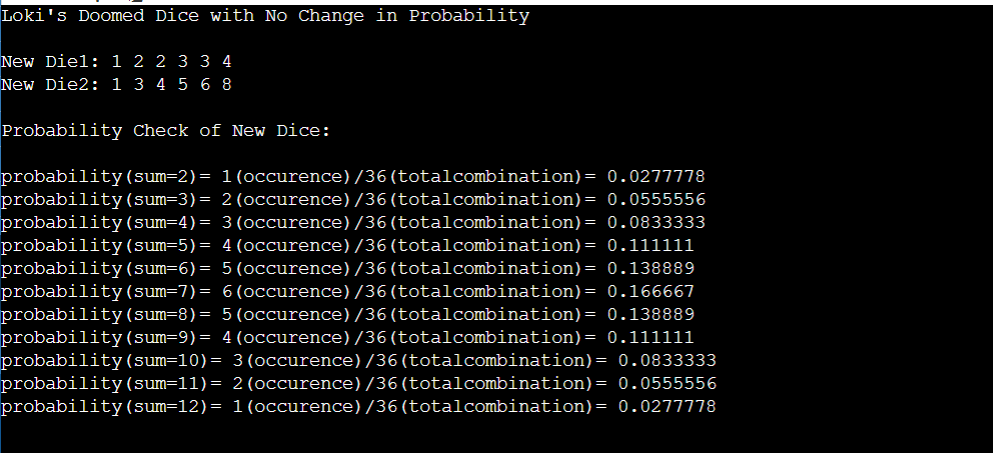 Loki's Doomed Dice with No Change in Probability
New Die1: 1 2 2 3 3 4
New Die2: 1 3 4 5 6 8
Probability Check of New Dice:
probability(sum=2)= 1(occurence)/36(totalcombination)= 0.0277778
probability(sum=3)= 2(occurence)/36(totalcombination)= 0.0555556
probability(sum=4)= 3(occurence)/36(totalcombination)= 0.0833333
probability(sum=5)= 4(occurence)/36(totalcombination)= 0.111111
probability(sum=6)= 5(occurence)/36(totalcombination)= 0.138889
probability(sum=7)= 6(occurence)/36(totalcombination)= 0.166667
probability(sum=8)= 5(occurence)/36(totalcombination)= 0.138889
probability(sum=9)= 4(occurence)/36(totalcombination)= 0.111111
probability(sum=10)= 3(occurence)/36(totalcombination)= 0.0833333
probability(sum=11)= 2(occurence)/36(totalcombination)= 0.0555556
probability(sum=12)= 1(occurence)/36(totalcombination)= 0.0277778